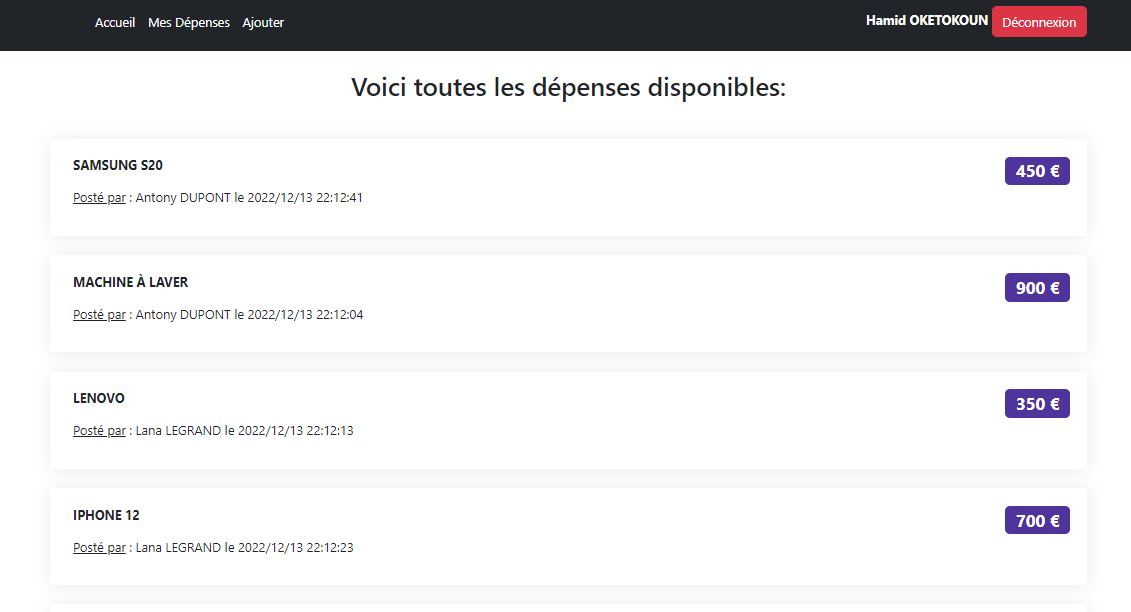 Accueil Mes Dépenses Ajouter Hamid OKETOKOUN Déconnexion
Voici toutes les dépenses disponibles:
SAMSUNG S20 450 €
Posté par : Antony DUPONT le 2022/12/13 22:12:41
MACHINE À LAVER 900 €
Posté par : Antony DUPONT le 2022/12/13 22:12:04
LENOVO 350 €
Posté par : Lana LEGRAND le 2022/12/13 22:12:13
IPHONE 12 700 €
Posté par : Lana LEGRAND le 2022/12/13 22:12:23